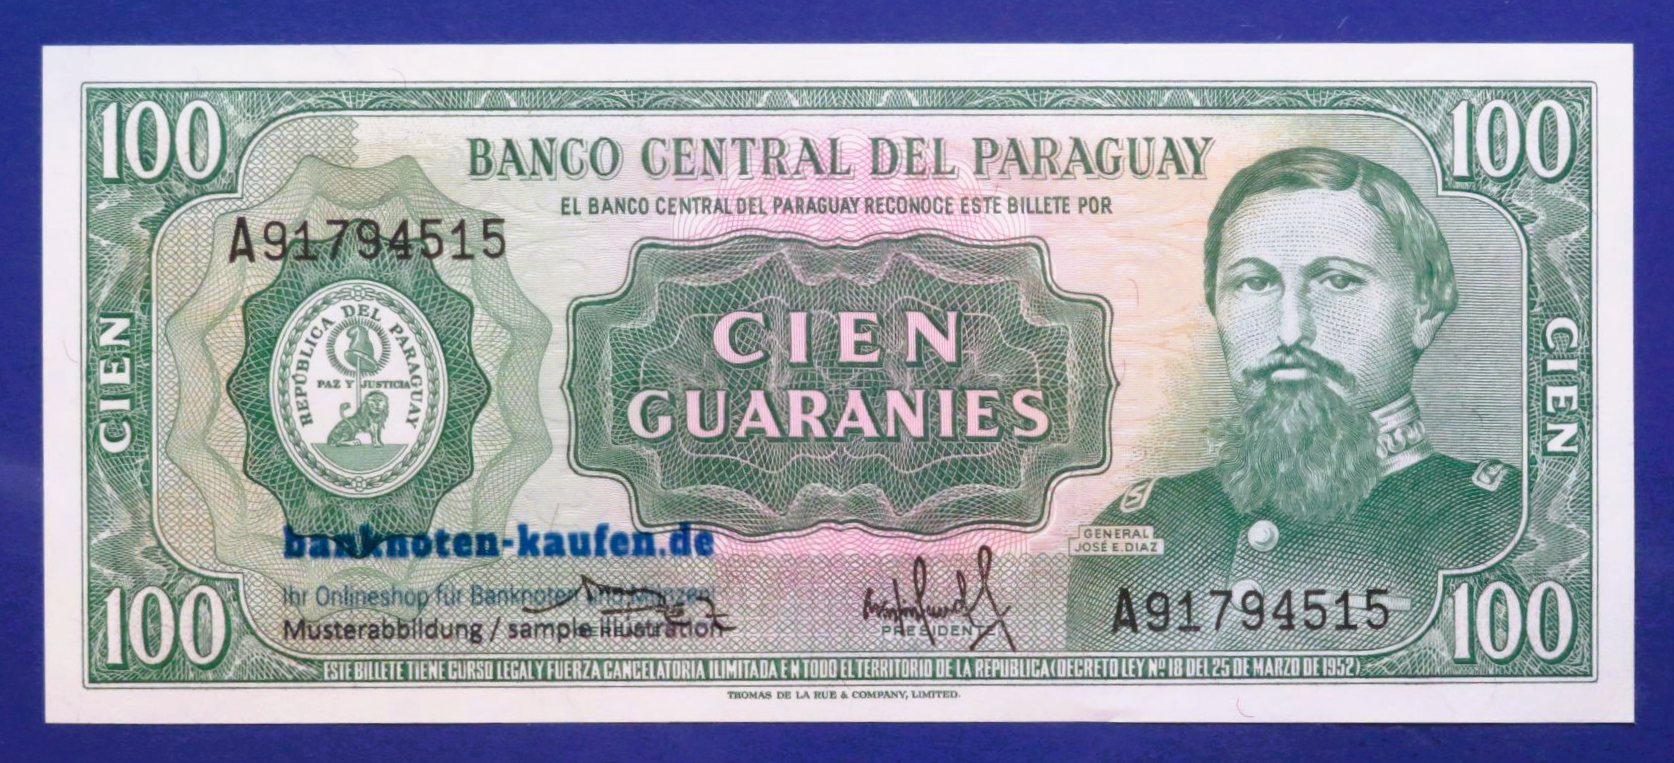 100
100
BANCO CENTRAL DEL PARAGUAY
EL BANCO CENTRAL DEL PARAGUAY RECONOCE ESTE BILLETE POR
A91794515
REPÚBLICA DEL PARAGUAY
PAZ Y JUSTICIA
CIEN
CIEN
GUARANIES
CIEN
GENERAL
JOSÉ E. DIAZ
banknoten-kaufen.de
Ihr Onlineshop für Banknoten und Münzen!
Musterabbildung / sample illustration
PRESIDENTE
A91794515
100
100
ESTE BILLETE TIENE CURSO LEGAL Y FUERZA CANCELATORIA ILIMITADA EN TODO EL TERRITORIO DE LA REPUBLICA (DECRETO LEY Nº 18 DEL 25 DE MARZO DE 1952)
THOMAS DE LA RUE & COMPANY, LIMITED.